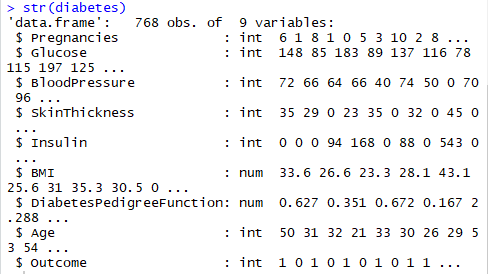 > str(diabetes)
'data.frame':   768 obs. of  9 variables:
 $ Pregnancies             : int  6 1 8 1 0 5 3 10 2 8 ...
 $ Glucose                 : int  148 85 183 89 137 116 78
115 197 125 ...
 $ BloodPressure           : int  72 66 64 66 40 74 50 0 70
 96 ...
 $ SkinThickness           : int  35 29 0 23 35 0 32 0 45 0
 ...
 $ Insulin                 : int  0 0 0 94 168 0 88 0 543 0
 ...
 $ BMI                     : num  33.6 26.6 23.3 28.1 43.1
25.6 31 35.3 30.5 0 ...
 $ DiabetesPedigreeFunction: num  0.627 0.351 0.672 0.167 2
.288 ...
 $ Age                     : int  50 31 32 21 33 30 26 29 5
3 54 ...
 $ Outcome                 : int  1 0 1 0 1 0 1 0 1 1 ...